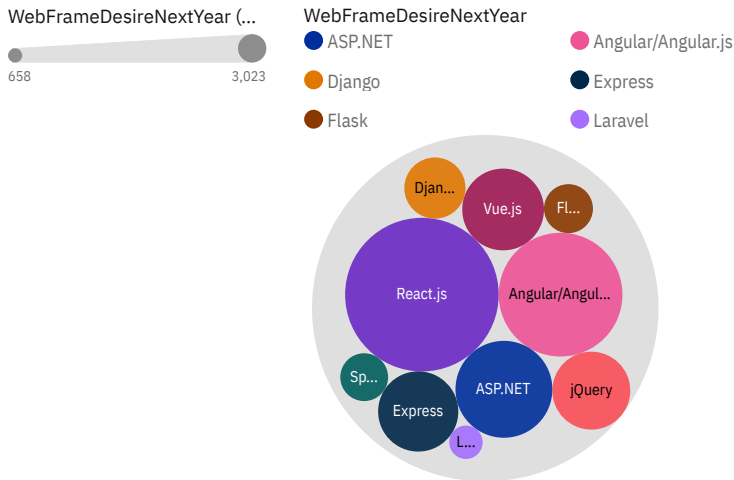 WebFrameDesireNextYear (...
658
3,023
WebFrameDesireNextYear
ASP.NET
Angular/Angular.js
Django
Express
Flask
Laravel
Djan...
Vue.js
Fl...
React.js
Angular/Angul...
Sp...
ASP.NET
jQuery
Express
L...